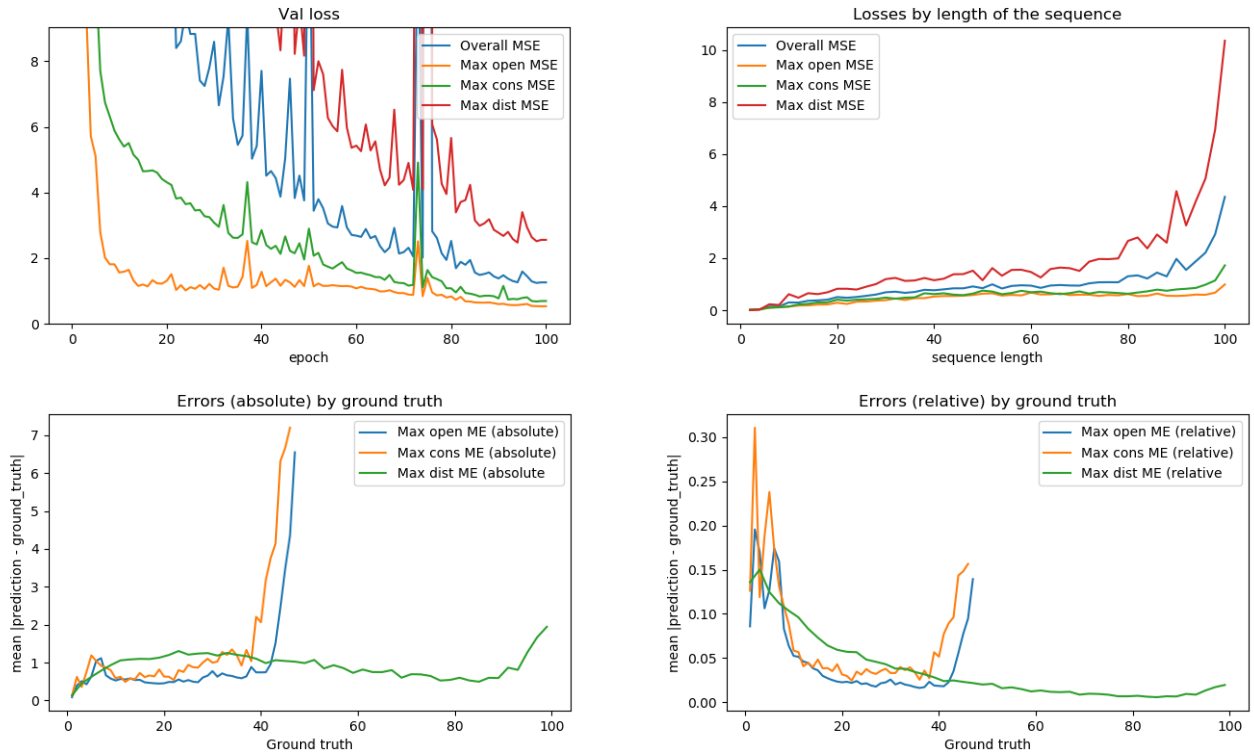 Val loss
8
6
4
2
0
0
20
40
60
80
100
epoch
Overall MSE
Max open MSE
Max cons MSE
Max dist MSE
Losses by length of the sequence
10
8
6
4
2
0
0
20
40
60
80
100
sequence length
Overall MSE
Max open MSE
Max cons MSE
Max dist MSE
Errors (absolute) by ground truth
mean |prediction - ground_truth|
7
6
5
4
3
2
1
0
0
20
40
60
80
100
Ground truth
Max open ME (absolute)
Max cons ME (absolute)
Max dist ME (absolute
Errors (relative) by ground truth
mean |prediction - ground_truth|
0.30
0.25
0.20
0.15
0.10
0.05
0.00
0
20
40
60
80
100
Ground truth
Max open ME (relative)
Max cons ME (relative)
Max dist ME (relative